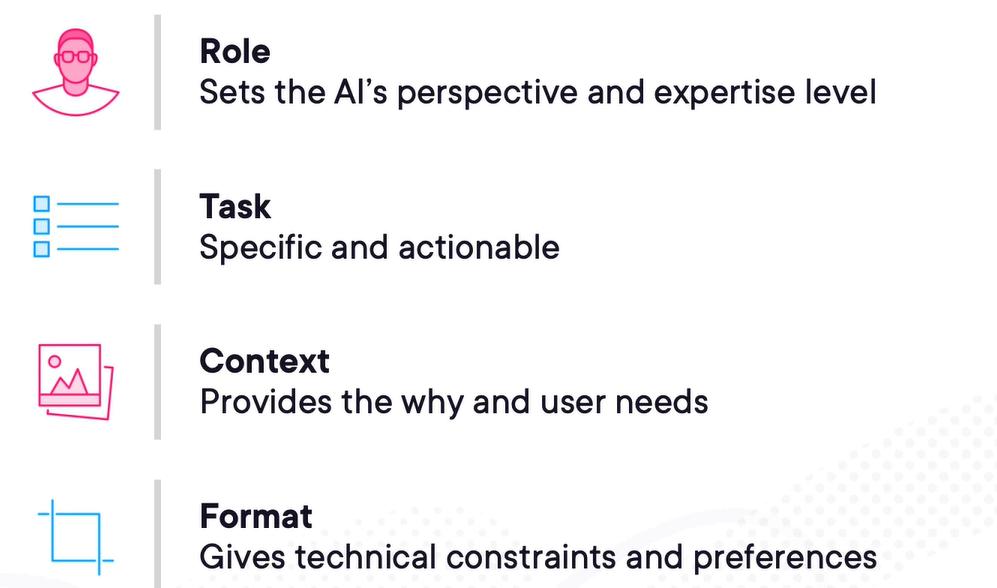 Role
Sets the AI’s perspective and expertise level
Task
Specific and actionable
Context
Provides the why and user needs
Format
Gives technical constraints and preferences